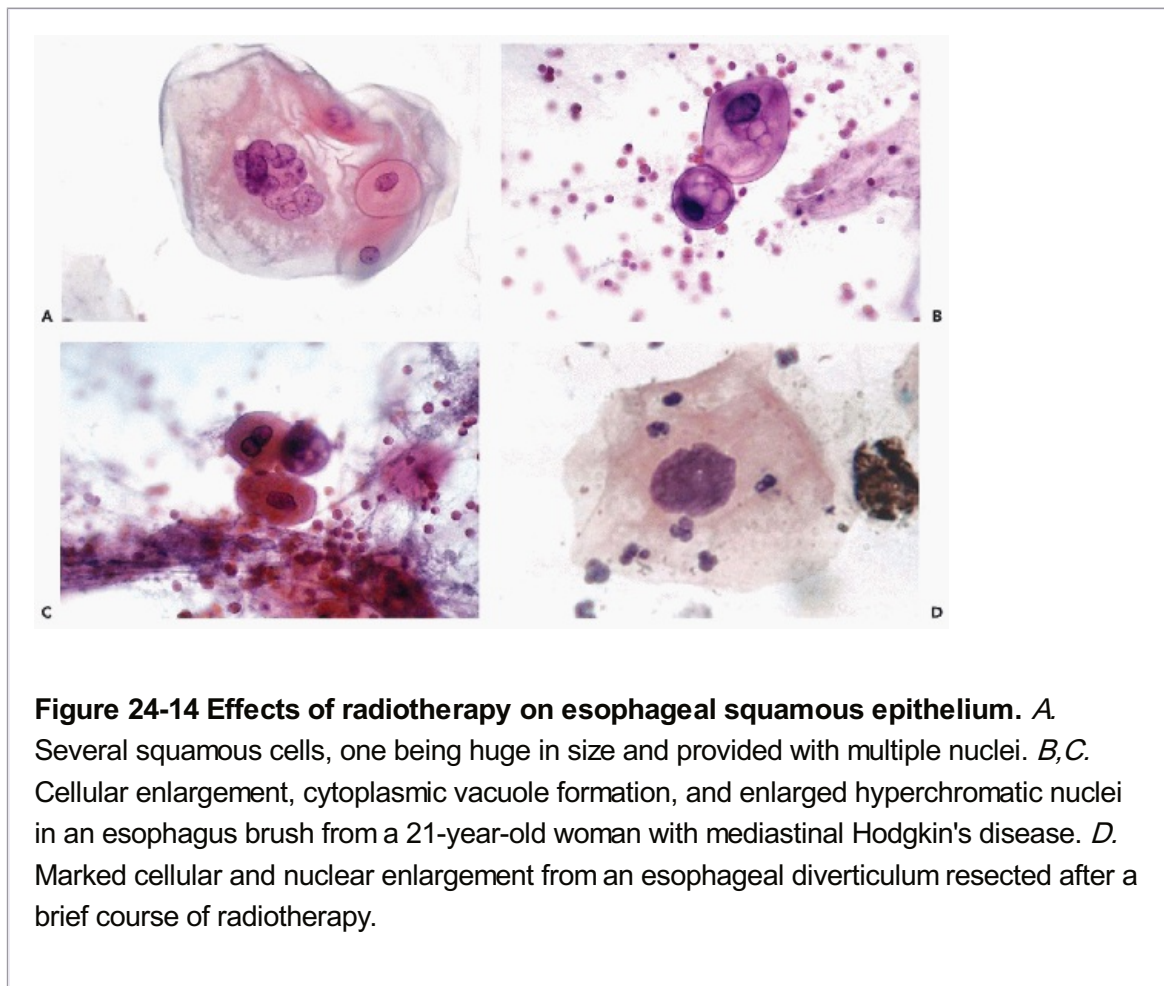 A
B
C
D
Figure 24-14 Effects of radiotherapy on esophageal squamous epithelium. A.
Several squamous cells, one being huge in size and provided with multiple nuclei. B,C.
Cellular enlargement, cytoplasmic vacuole formation, and enlarged hyperchromatic nuclei
in an esophagus brush from a 21-year-old woman with mediastinal Hodgkin's disease. D.
Marked cellular and nuclear enlargement from an esophageal diverticulum resected after a
brief course of radiotherapy.